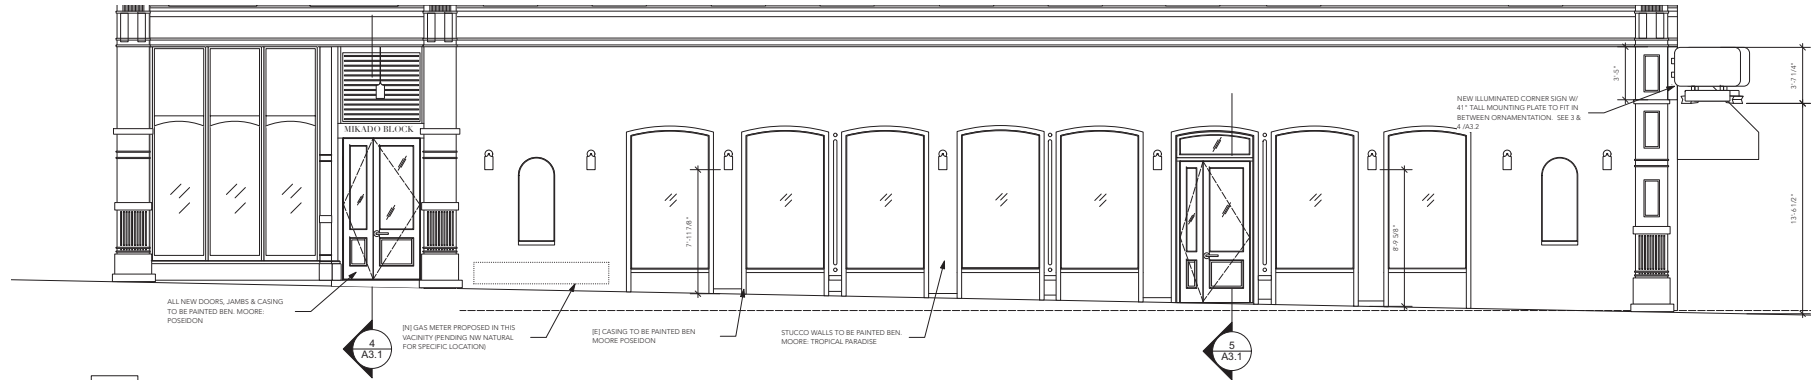 MIKADO BLOCK
3'-5"
3'-7 1/4"
NEW ILLUMINATED CORNER SIGN W/
41" TALL MOUNTING PLATE TO FIT IN
BETWEEN ORNAMENTATION. SEE 3 &
4 /A3.2
7'-11 7/8"
8'-9 5/8"
13'-6 1/2"
ALL NEW DOORS, JAMBS & CASING
TO BE PAINTED BEN. MOORE:
POSEIDON
4
A3.1
[N] GAS METER PROPOSED IN THIS
VACINITY (PENDING NW NATURAL
FOR SPECIFIC LOCATION)
[E] CASING TO BE PAINTED BEN
MOORE POSEIDON
STUCCO WALLS TO BE PAINTED BEN.
MOORE: TROPICAL PARADISE
5
A3.1